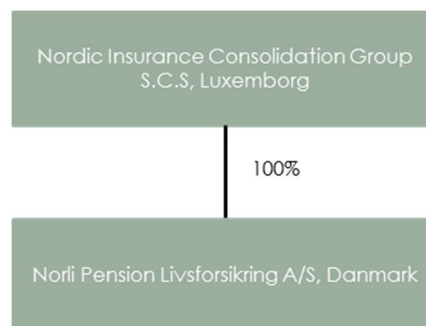 Nordic Insurance Consolidation Group
S.C.S, Luxemborg
100%
Norli Pension Livsforsikring A/S, Danmark